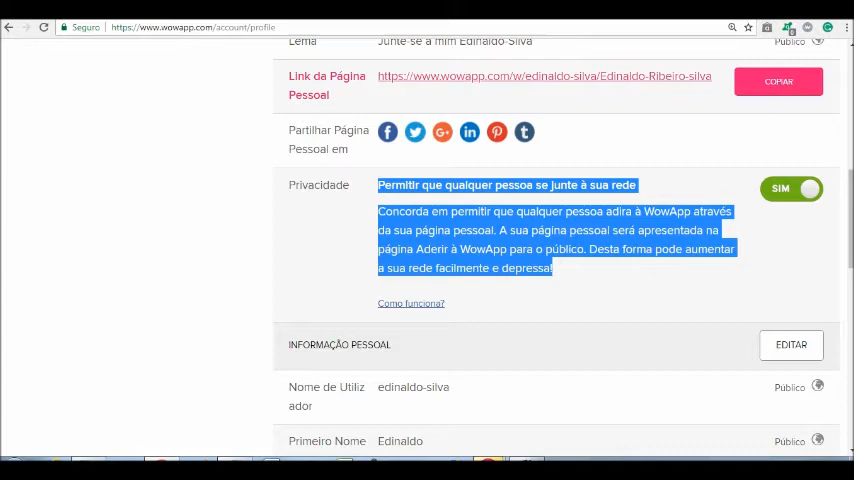 Seguro https://www.wowapp.com/account/profile
Lema Junte-se a mim Edinaldo-Silva Público
Link da Página Pessoal https://www.wowapp.com/w/edinaldo-silva/Edinaldo-Ribeiro-silva COPIAR
Partilhar Página
Pessoal em
Privacidade Permitir que qualquer pessoa se junte à sua rede SIM
Concorda em permitir que qualquer pessoa adira à WowApp através
da sua página pessoal. A sua página pessoal será apresentada na
página Aderir à WowApp para o público. Desta forma pode aumentar
a sua rede facilmente e depressa!
Como funciona?
INFORMAÇÃO PESSOAL EDITAR
Nome de Utiliz
ador edinaldo-silva Público
Primeiro Nome Edinaldo Público